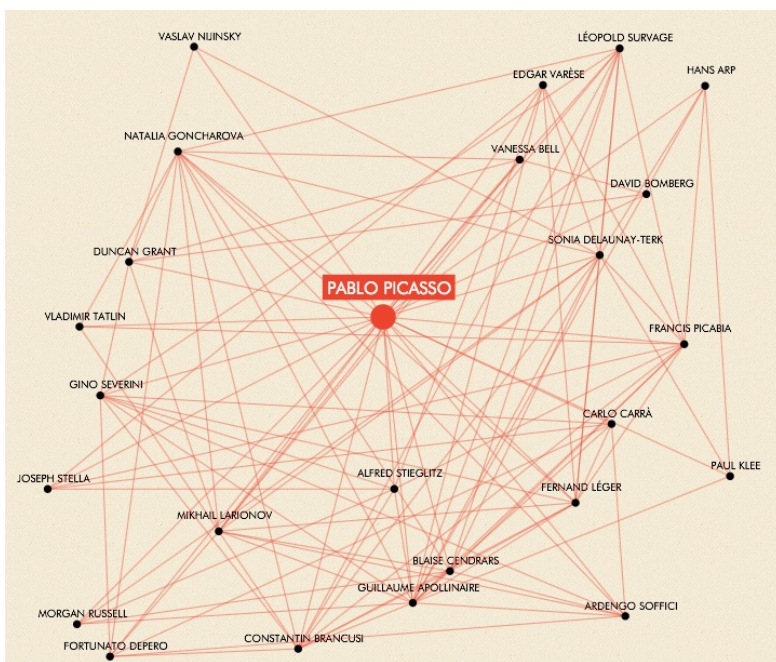 VASLAV NIJINSKY
LÉOPOLD SURVAGE
EDGAR VARÈSE
HANS ARP
NATALIA GONCHAROVA
VANESSA BELL
DAVID BOMBERG
SONIA DELAUNAY-TERK
DUNCAN GRANT
PABLO PICASSO
VLADIMIR TATLIN
FRANCIS PICABIA
GINO SEVERINI
CARLO CARRÀ
PAUL KLEE
JOSEPH STELLA
ALFRED STIEGLITZ
FERNAND LÉGER
MIKHAIL LARIONOV
BLAISE CENDRARS
GUILLAUME APOLLINAIRE
ARDENGO SOFFICI
MORGAN RUSSELL
CONSTANTIN BRANCUSI
FORTUNATO DEPERO